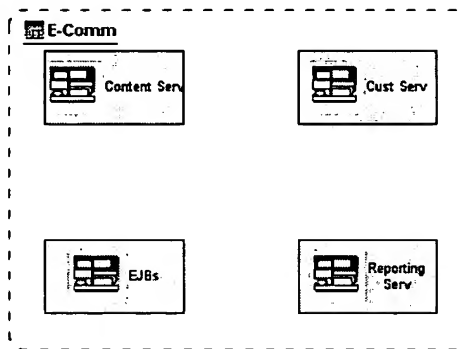 E-Comm
Content Serv
Cust Serv
EJBs
Reporting
Serv